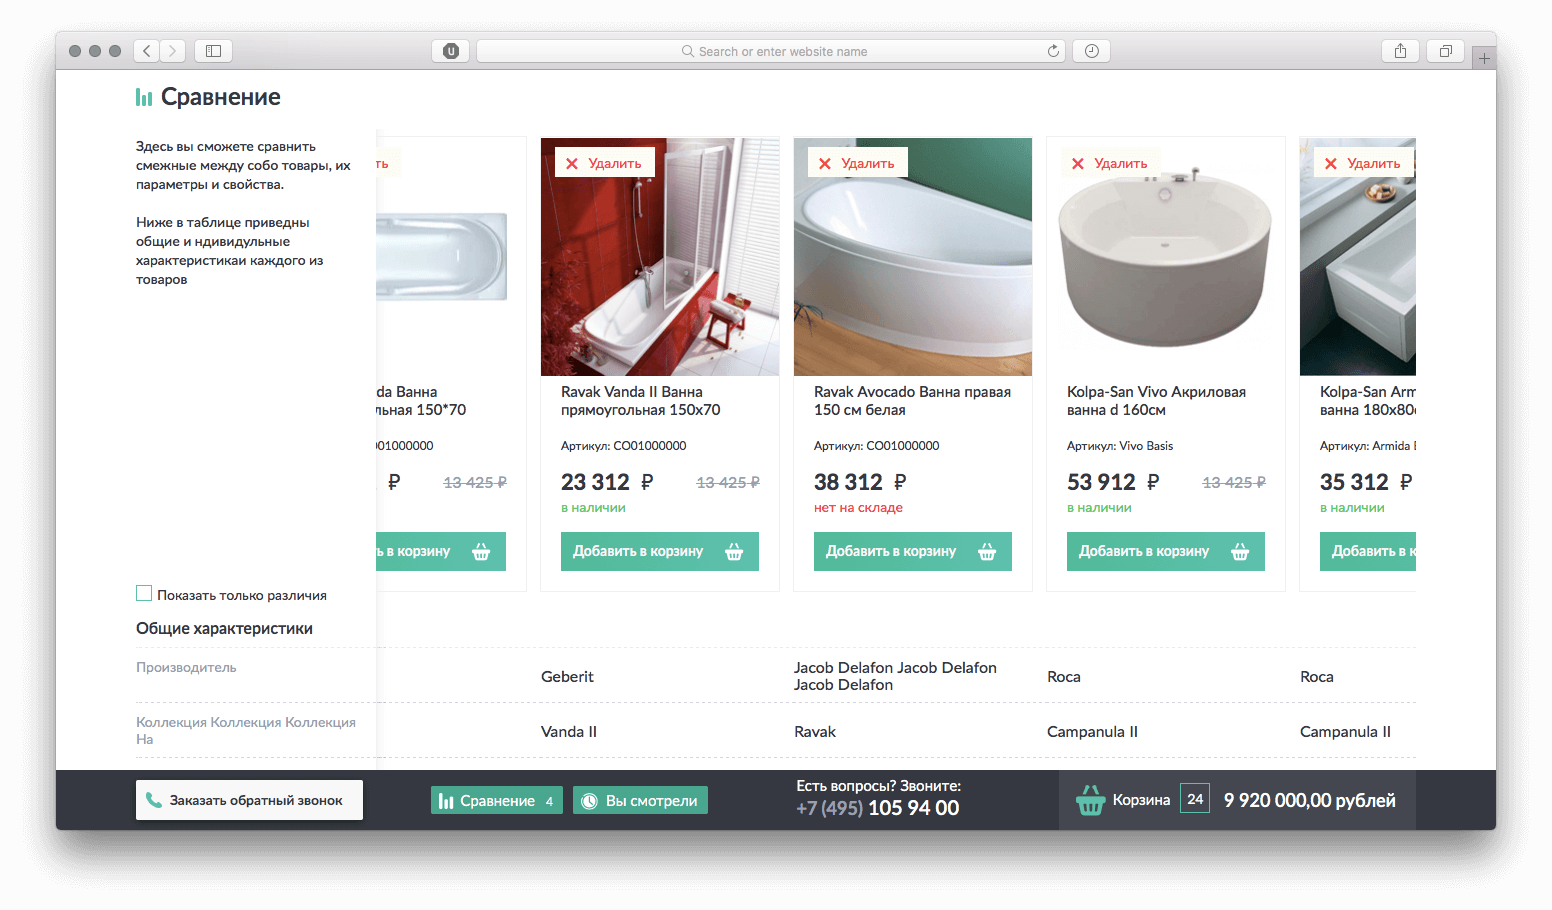 Search or enter website name
Сравнение
Здесь вы сможете сравнить
смежные между собо товары, их
параметры и свойства.
Ниже в таблице приведны
общие и ндивидульные
характеристикаи каждого из
товаров
ть
da Ванна
льная 150*70
01000000
₽ 13 425 ₽
ь в корзину
Удалить
Ravak Vanda II Ванна
прямоугольная 150x70
Артикул: CO01000000
23 312 ₽ 13 425 ₽
в наличии
Добавить в корзину
Удалить
Ravak Avocado Ванна правая
150 см белая
Артикул: CO01000000
38 312 ₽
нет на складе
Добавить в корзину
Удалить
Kolpa-San Vivo Акриловая
ванна d 160см
Артикул: Vivo Basis
53 912 ₽ 13 425 ₽
в наличии
Добавить в корзину
Удалить
Kolpa-San Arm
ванна 180x80
Артикул: Armida
35 312 ₽
в наличии
Добавить в к
Показать только различия
Общие характеристики
Производитель
Geberit
Jacob Delafon Jacob Delafon
Jacob Delafon
Roca
Roca
Коллекция Коллекция Коллекция
На
Vanda II
Ravak
Campanula II
Campanula II
Заказать обратный звонок
Сравнение 4
Вы смотрели
Есть вопросы? Звоните:
+7 (495) 105 94 00
Корзина 24 9 920 000,00 рублей